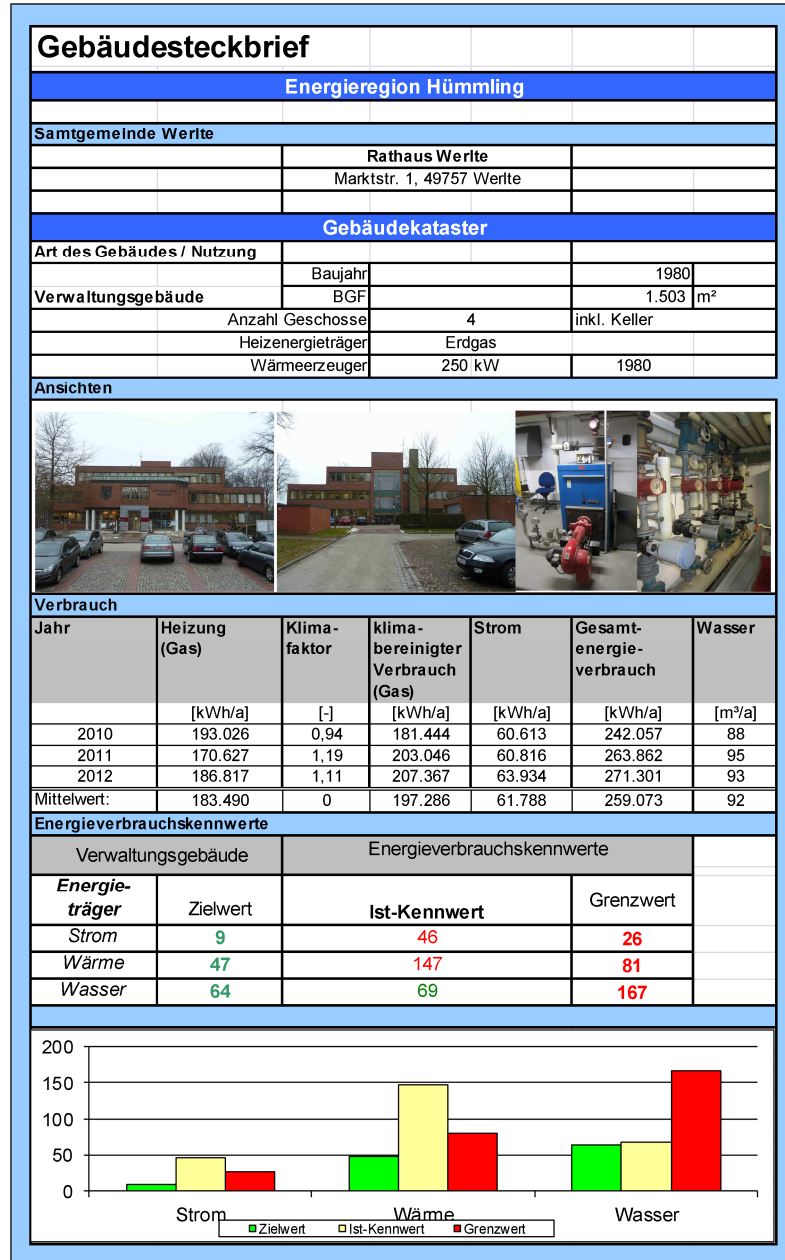 Gebäudesteckbrief
Energieregion Hümmling
Samtgemeinde Werlte
Rathaus Werlte
Marktstr. 1, 49757 Werlte
Gebäudekataster
Art des Gebäudes / Nutzung
Baujahr 1980
Verwaltungsgebäude BGF 1.503 m²
Anzahl Geschosse 4 inkl. Keller
Heizenergieträger Erdgas
Wärmeerzeuger 250 kW 1980
Ansichten
Verbrauch
Jahr Heizung Klima- klima- Strom Gesamt- Wasser
(Gas) faktor bereinigter energie-
Verbrauch verbrauch
(Gas)
[kWh/a] [-] [kWh/a] [kWh/a] [kWh/a] [m³/a]
2010 193.026 0,94 181.444 60.613 242.057 88
2011 170.627 1,19 203.046 60.816 263.862 95
2012 186.817 1,11 207.367 63.934 271.301 93
Mittelwert: 183.490 0 197.286 61.788 259.073 92
Energieverbrauchskennwerte
Verwaltungsgebäude Energieverbrauchskennwerte
Energie-
träger Zielwert Ist-Kennwert Grenzwert
Strom 9 46 26
Wärme 47 147 81
Wasser 64 69 167
200
150
100
50
0
Strom Wärme Wasser
Zielwert Ist-Kennwert Grenzwert